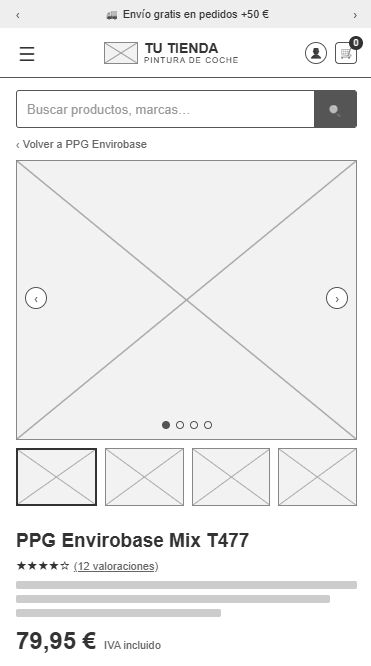 ‹ Envío gratis en pedidos +50 € ›
TU TIENDA
PINTURA DE COCHE
0
Buscar productos, marcas...
‹ Volver a PPG Envirobase
‹ ›
PPG Envirobase Mix T477
★★★★☆ (12 valoraciones)
79,95 € IVA incluido